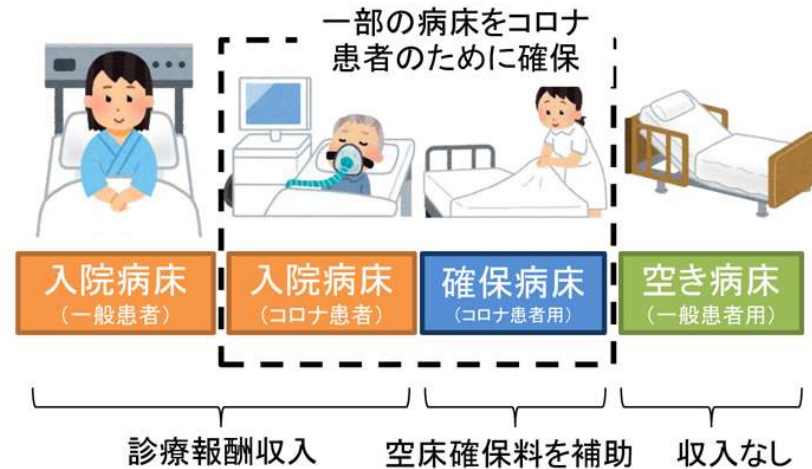 一部の病床をコロナ
患者のために確保
入院病床
（一般患者）
入院病床
（コロナ患者）
確保病床
（コロナ患者用）
空き病床
（一般患者用）
診療報酬収入
空床確保料を補助
収入なし